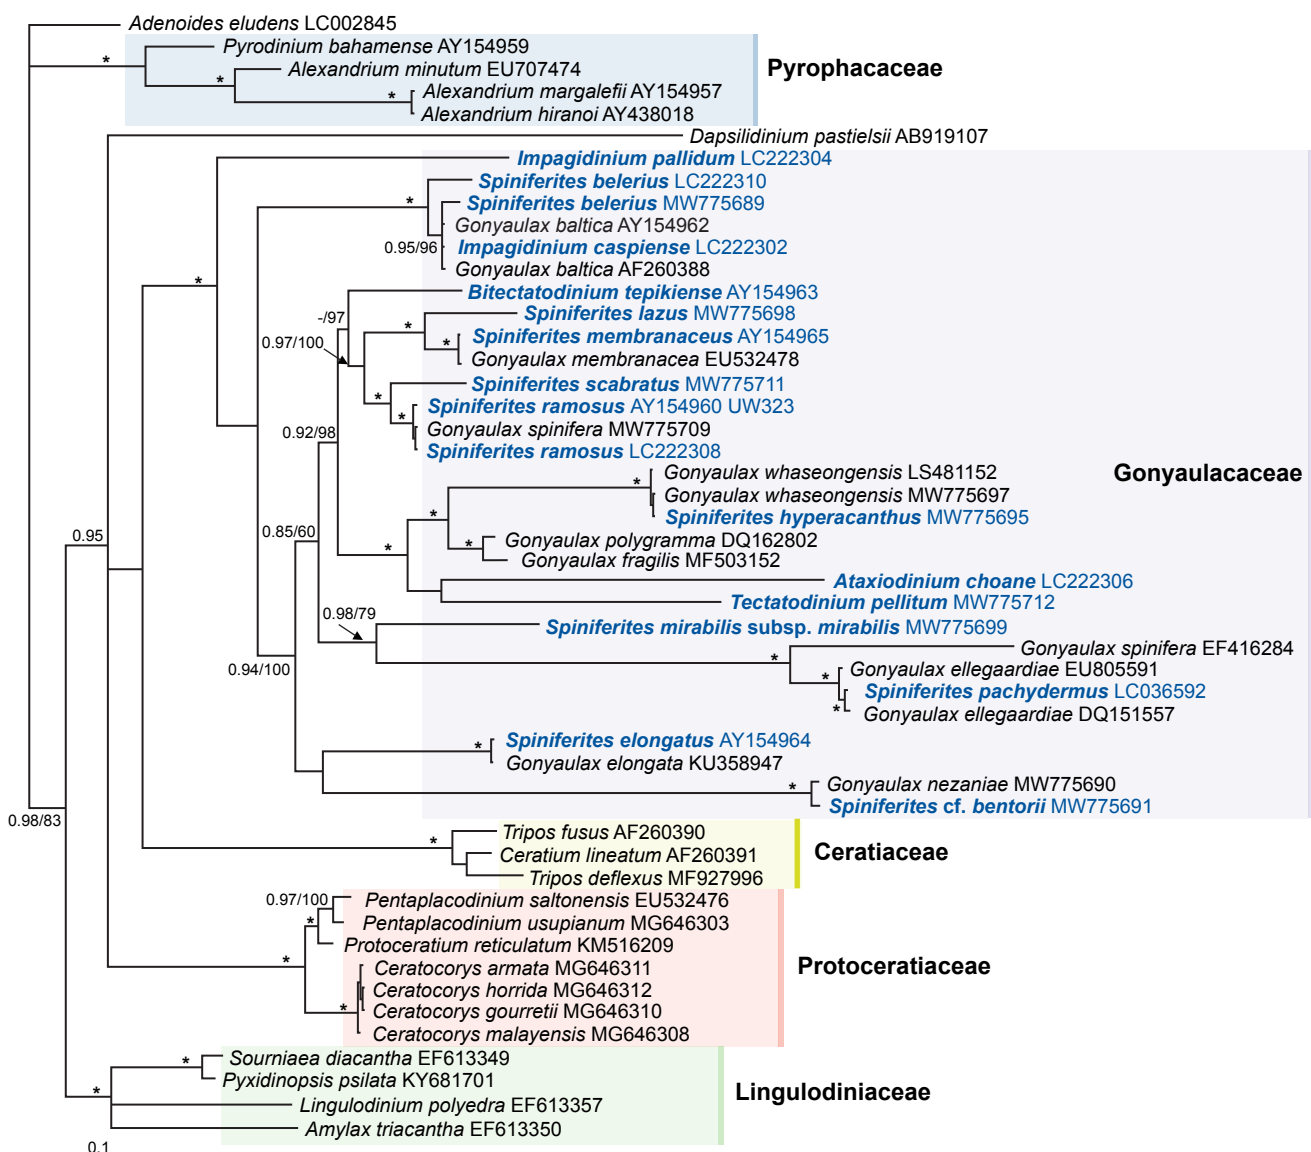 Adenoides eludens LC002845
Pyrodinium bahamense AY154959
*
Pyrophacaceae
Alexandrium minutum EU707474
*
Alexandrium margalefii AY154957
*
Alexandrium hiranoi AY438018
Dapsilidinium pastielsii AB919107
Impagidinium pallidum LC222304
Spiniferites belerius LC222310
*
Spiniferites belerius MW775689
Gonyaulax baltica AY154962
0.95/96
Impagidinium caspiense LC222302
Gonyaulax baltica AF260388
*
Bitectatodinium tepikiense AY154963
-/97
Spiniferites lazus MW775698
*
Spiniferites membranaceus AY154965
0.97/100
*
Gonyaulax membranacea EU532478
Spiniferites scabratus MW775711
*
Spiniferites ramosus AY154960 UW323
*
Gonyaulax spinifera MW775709
0.92/98
Spiniferites ramosus LC222308
Gonyaulax whaseongensis LS481152
Gonyaulacaceae
*
Gonyaulax whaseongensis MW775697
*
Spiniferites hyperacanthus MW775695
0.85/60
Gonyaulax polygramma DQ162802
*
*
Gonyaulax fragilis MF503152
0.95
Ataxiodinium choane LC222306
Tectatodinium pellitum MW775712
0.98/79
Spiniferites mirabilis subsp. mirabilis MW775699
Gonyaulax spinifera EF416284
*
0.94/100
Gonyaulax ellegaardiae EU805591
*
Spiniferites pachydermus LC036592
*
Gonyaulax ellegaardiae DQ151557
Spiniferites elongatus AY154964
*
Gonyaulax elongata KU358947
Gonyaulax nezaniae MW775690
*
Spiniferites cf. bentorii MW775691
0.98/83
Tripos fusus AF260390
*
Ceratium lineatum AF260391
Ceratiaceae
Tripos deflexus MF927996
0.97/100
Pentaplacodinium saltonensis EU532476
*
Pentaplacodinium usupianum MG646303
Protoceratium reticulatum KM516209
*
Ceratocorys armata MG646311
Protoceratiaceae
Ceratocorys horrida MG646312
*
Ceratocorys gourretii MG646310
Ceratocorys malayensis MG646308
Sourniaea diacantha EF613349
*
Pyxidinopsis psilata KY681701
*
Lingulodiniaceae
Lingulodinium polyedra EF613357
Amylax triacantha EF613350
0.1